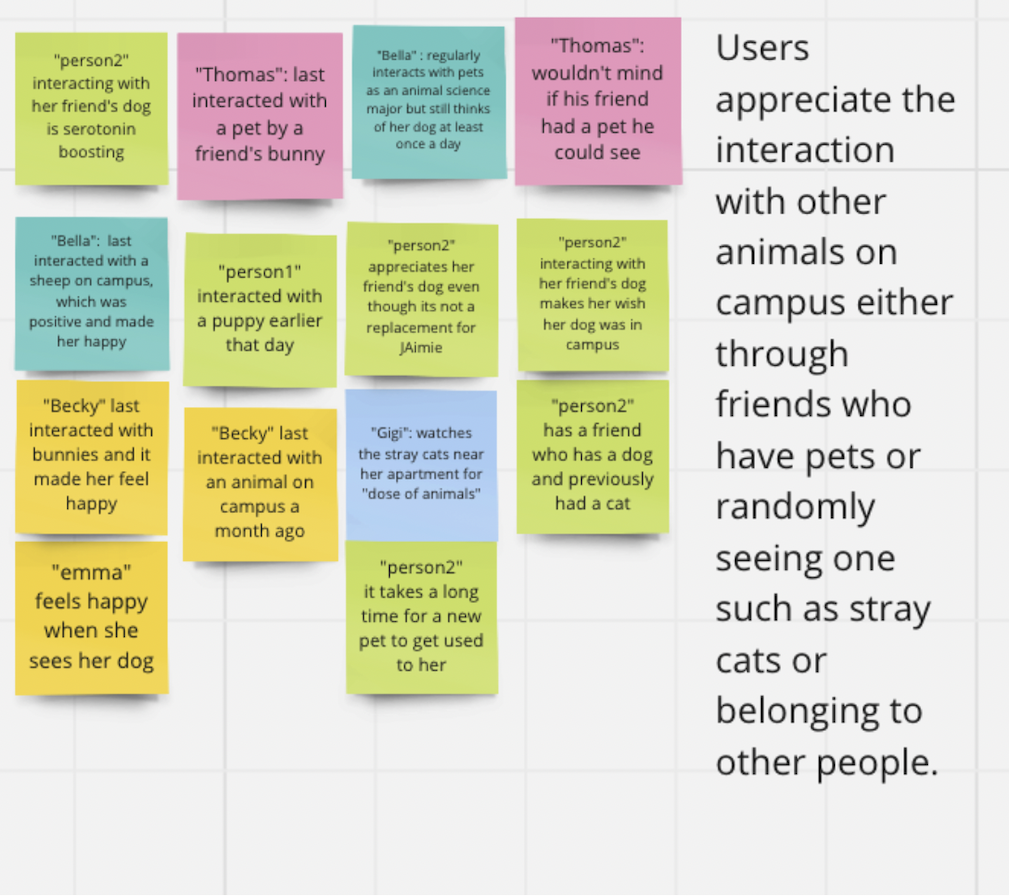 "person2"
interacting with
her friend's dog
is serotonin
boosting
"Thomas": last
interacted with
a pet by a
friend's bunny
"Bella" : regularly
interacts with pets
as an animal science
major but still thinks
of her dog at least
once a day
"Thomas":
wouldn't mind
if his friend
had a pet he
could see
"Bella":  last
interacted with a
sheep on campus,
which was
positive and made
her happy
"person1"
interacted with
a puppy earlier
that day
"person2"
appreciates her
friend's dog even
though its not a
replacement for
JAimie
"person2"
interacting with
her friend's dog
makes her wish
her dog was in
campus
"Becky" last
interacted with
bunnies and it
made her feel
happy
"Becky" last
interacted with
an animal on
campus a
month ago
"Gigi": watches
the stray cats near
her apartment for
"dose of animals"
"person2"
has a friend
who has a dog
and previously
had a cat
"emma"
feels happy
when she
sees her dog
"person2"
it takes a long
time for a new
pet to get used
to her
Users
appreciate the
interaction
with other
animals on
campus either
through
friends who
have pets or
randomly
seeing one
such as stray
cats or
belonging to
other people.